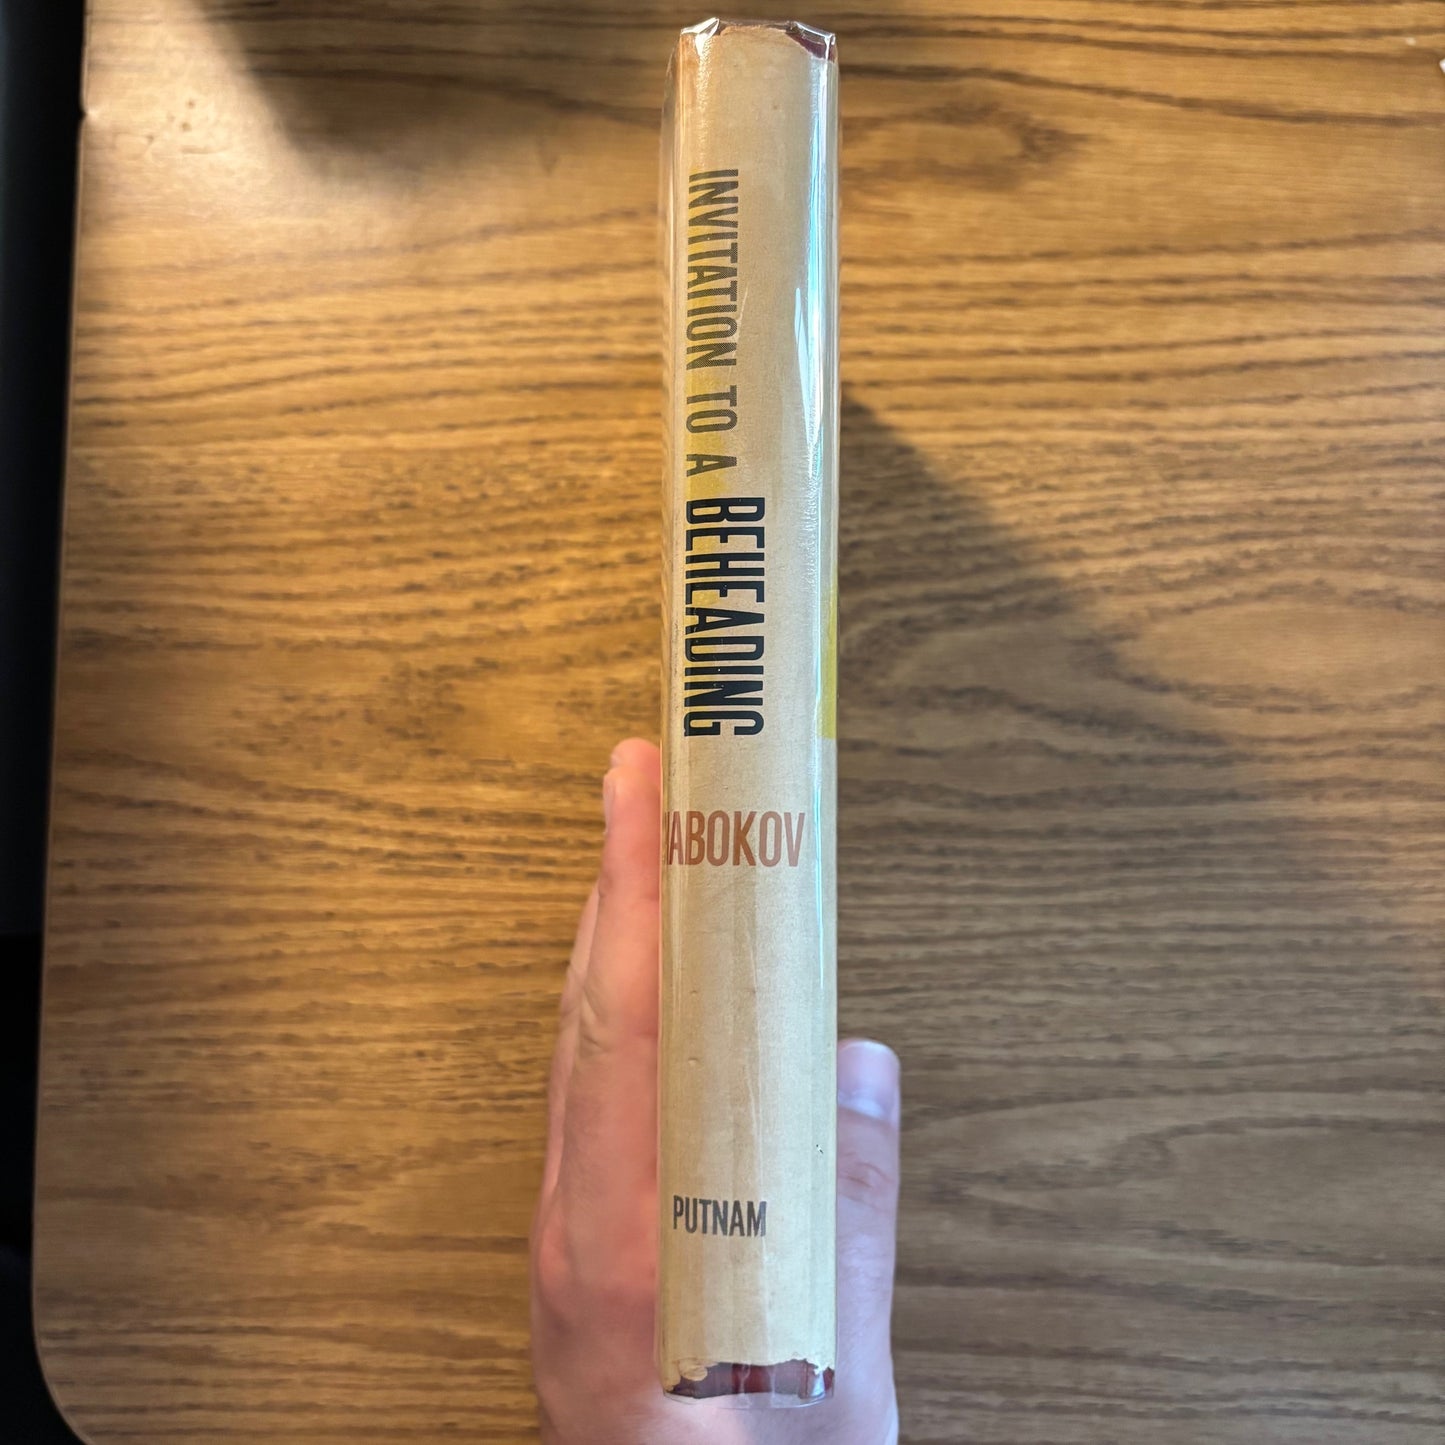 INVITATION TO A BEHEADING
NABOKOV
PUTNAM